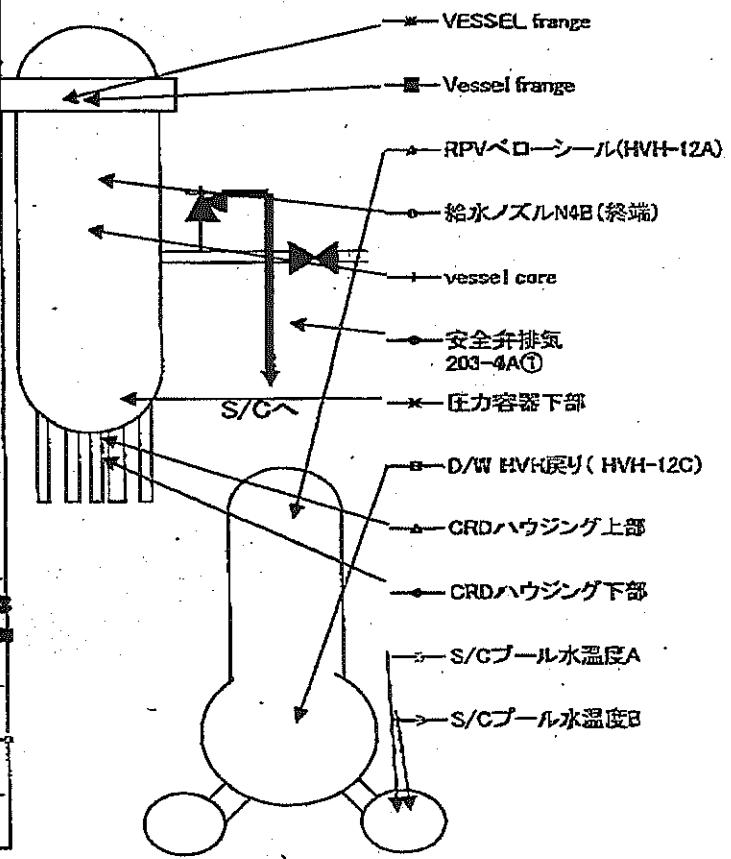 VESSEL frange
Vessel frange
RPVベローシール(HVH-12A)
給水ノズルN4B(終端)
vessel core
安全弁排気
203-4A①
S/Cへ
圧力容器下部
D/W HVH戻り( HVH-12C)
CRDハウジング上部
CRDハウジング下部
S/Cプール水温度A
S/Cプール水温度B